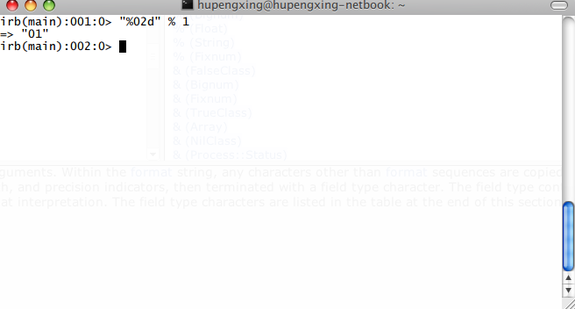 hupengxing@hupengxing-netbook: ~
irb(main):001:0> "%02d" % 1
=> "01"
irb(main):002:0>
% (String)
% (Fixnum)
& (FalseClass)
& (Bignum)
& (Fixnum)
& (TrueClass)
& (Array)
& (NilClass)
& (Process::Status)
guments. Within the format string, any characters other than format sequences are copied
h, and precision indicators, then terminated with a field type character. The field type con
at interpretation. The field type characters are listed in the table at the end of this section